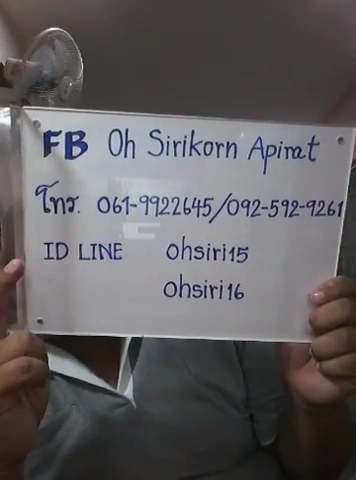 FB Oh Sirikorn Apirat
โทร. 061-9922645/092-592-9261
ID LINE ohsiri15
ohsiri16